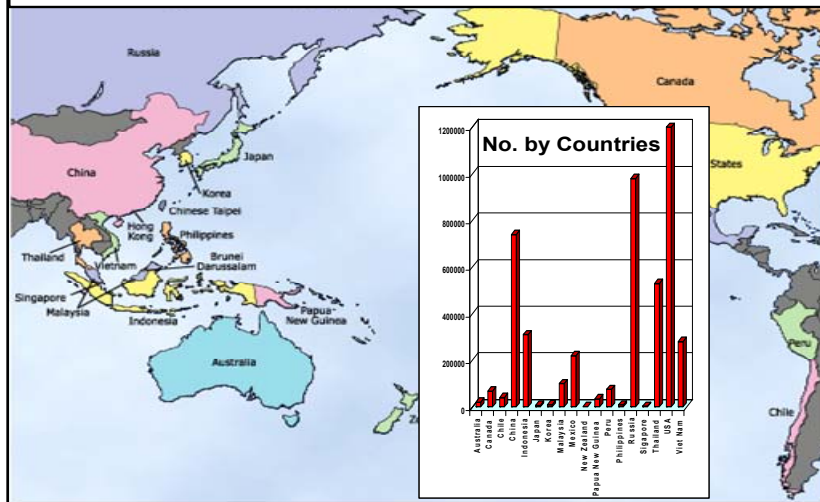 Russia
Canada
China
Japan
Korea
Chinese Taipei
Hong
Kong
Philippines
Thailand
Vietnam
Brunei
Darussalam
Singapore
Malaysia
Indonesia
Papua-
New Guinea
Australia
States
Peru
Chile
No. by Countries
1200000
1000000
800000
600000
400000
200000
0
Australia
Canada
Chile
China
Indonesia
Japan
Korea
Malaysia
Mexico
New Zealand
Papua New Guinea
Peru
Philippines
Russia
Sigapore
Thailand
USA
Viet Nam